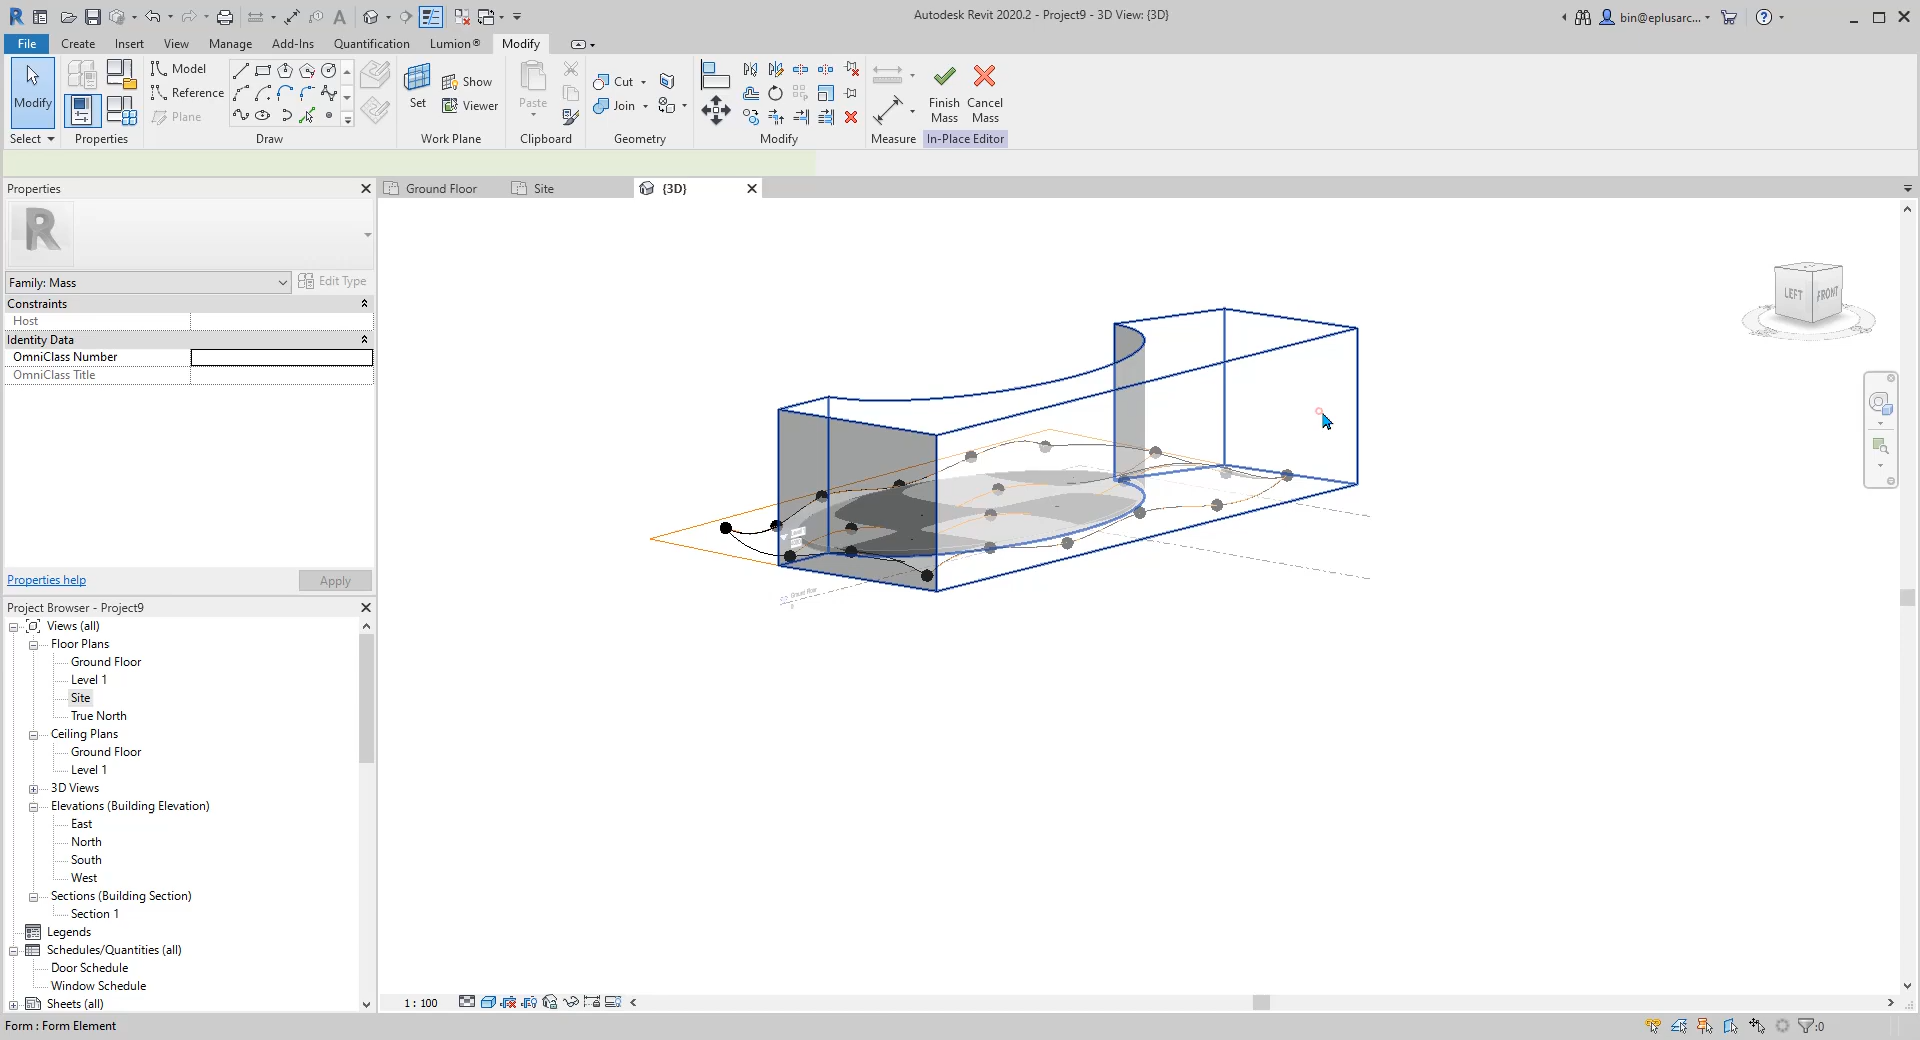 Autodesk Revit 2020.2 - Project9 - 3D View: {3D}
bin@eplusarc...
File
Create
Insert
View
Manage
Add-Ins
Quantification
Lumion®
Modify
Modify
Model
Reference
Plane
Set
Show
Viewer
Paste
Cut
Join
Finish Mass
Cancel Mass
Select
Properties
Draw
Work Plane
Clipboard
Geometry
Modify
Measure
In-Place Editor
Properties
Ground Floor
Site
{3D}
R
Family: Mass
Edit Type
Constraints
Host
Identity Data
OmniClass Number
OmniClass Title
LEFT
FRONT
Ground Floor
Properties help
Apply
Project Browser - Project9
Views (all)
Floor Plans
Ground Floor
Level 1
Site
True North
Ceiling Plans
Ground Floor
Level 1
3D Views
Elevations (Building Elevation)
East
North
South
West
Sections (Building Section)
Section 1
Legends
Schedules/Quantities (all)
Door Schedule
Window Schedule
Sheets (all)
1 : 100
Form : Form Element
:0